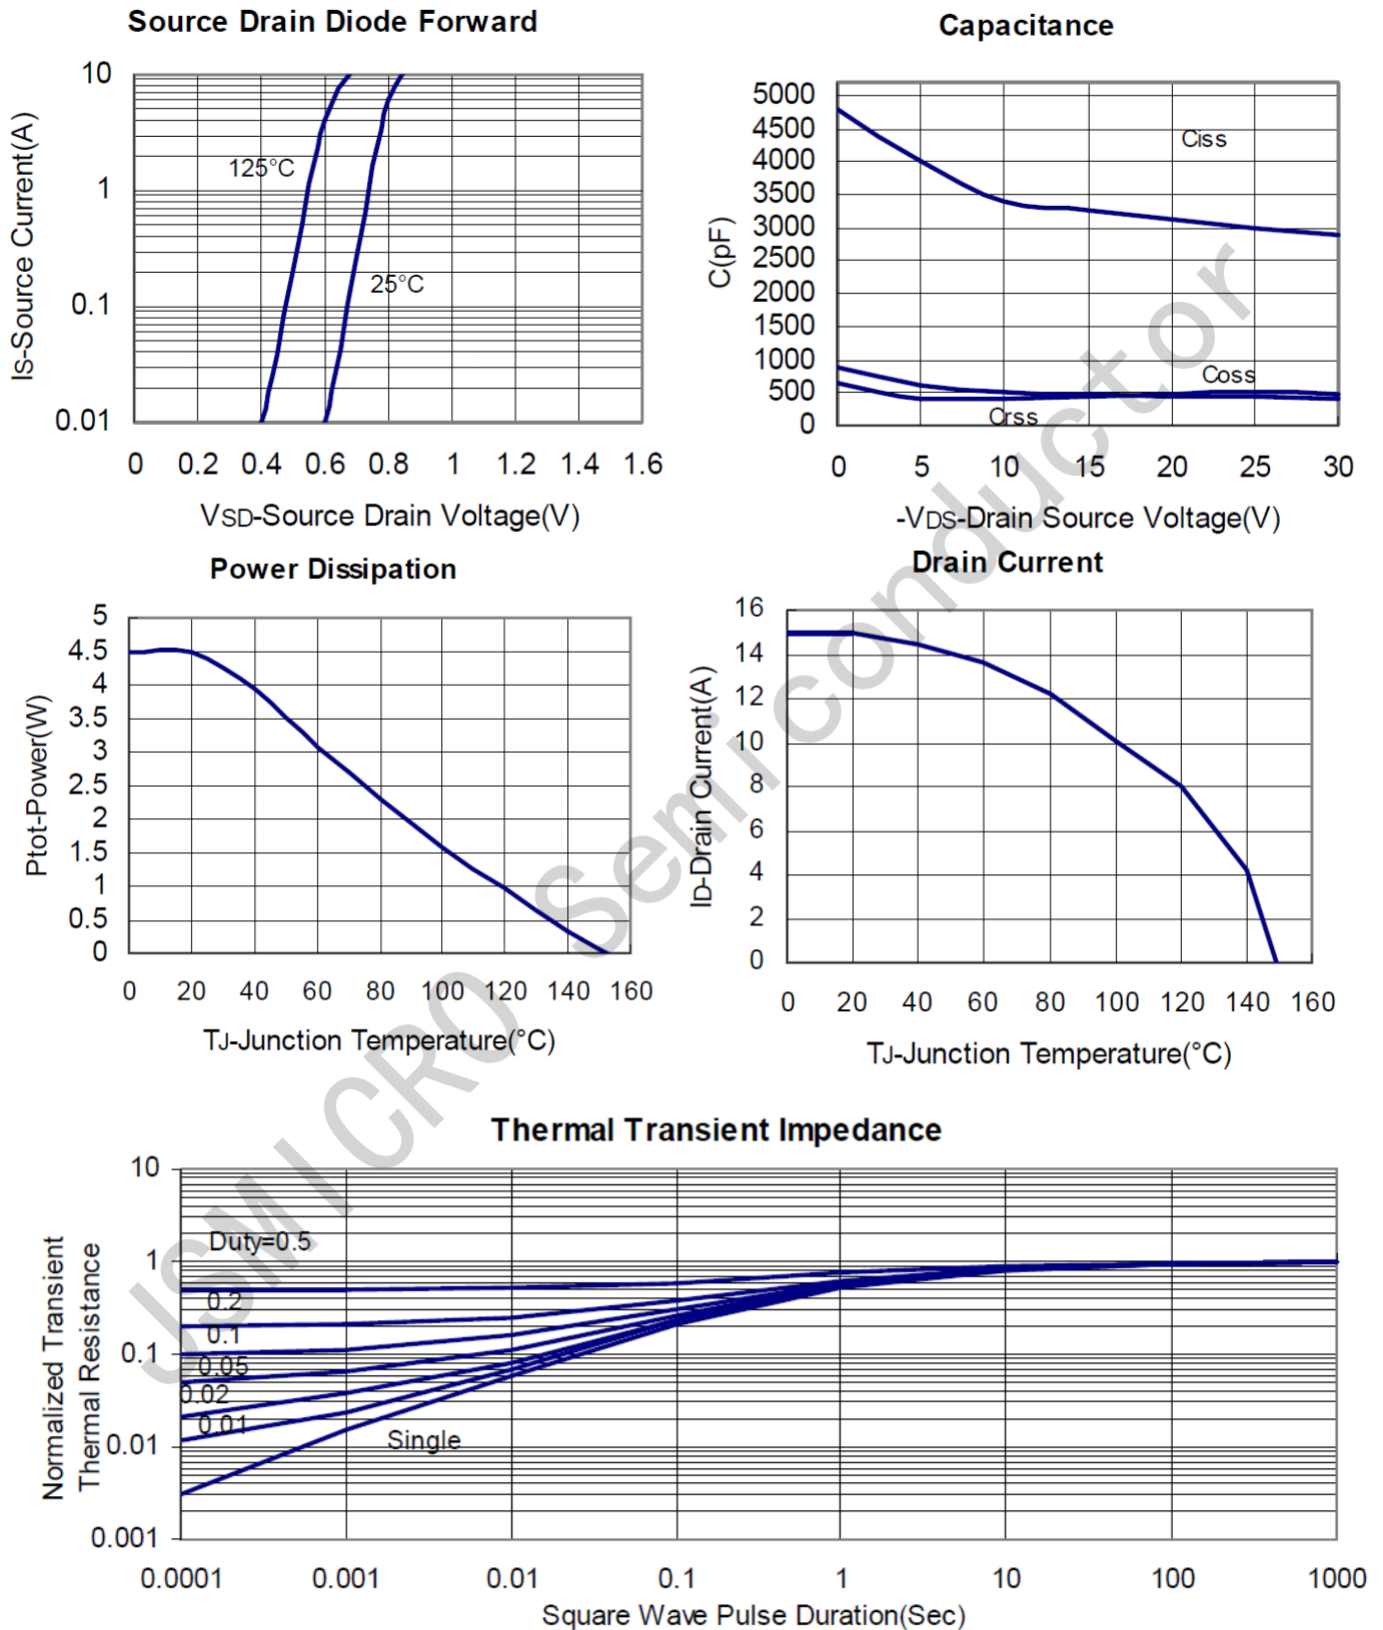 Source Drain Diode Forward
IS-Source Current(A)
10
1
0.1
0.01
125°C
25°C
0 0.2 0.4 0.6 0.8 1 1.2 1.4 1.6
VSD-Source Drain Voltage(V)
Capacitance
C(pF)
5000
4500
4000
3500
3000
2500
2000
1500
1000
500
0
Ciss
Coss
Crss
0 5 10 15 20 25 30
-VDS-Drain Source Voltage(V)
Power Dissipation
Ptot-Power(W)
5
4.5
4
3.5
3
2.5
2
1.5
1
0.5
0
0 20 40 60 80 100 120 140 160
TJ-Junction Temperature(°C)
Drain Current
ID-Drain Current(A)
16
14
12
10
8
6
4
2
0
0 20 40 60 80 100 120 140 160
TJ-Junction Temperature(°C)
JSMICRO Semiconductor
Thermal Transient Impedance
Normalized Transient
Thermal Resistance
10
1
0.1
0.01
0.001
Duty=0.5
0.2
0.1
0.05
0.02
0.01
Single
0.0001 0.001 0.01 0.1 1 10 100 1000
Square Wave Pulse Duration(Sec)